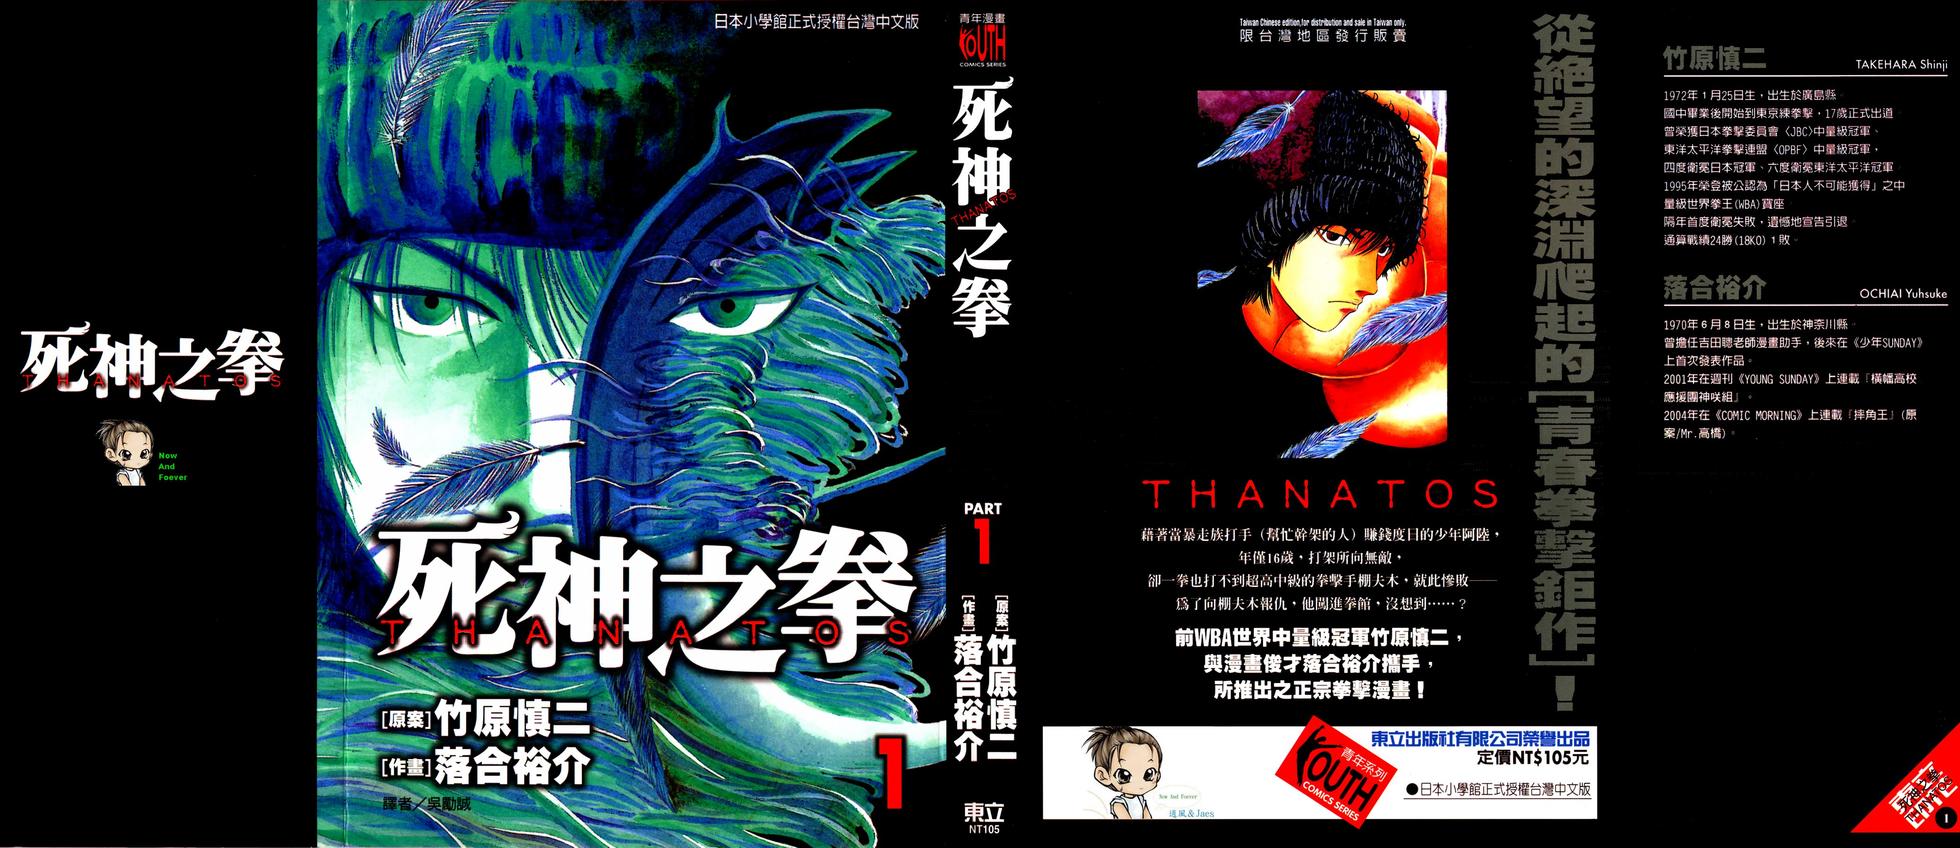 死神之拳
THANATOS
Now
And
Foever
日本小學館正式授權台灣中文版
死神之拳
THANATOS
[原案]竹原慎二
[作畫]落合裕介
譯者／吳勵誠
1
青年漫畫
YOUTH
COMICS SERIES
死神之拳
THANATOS
PART
1
[原案]竹原慎二
[作畫]落合裕介
東立
NT105
Taiwan Chinese edition,for distribution and sale in Taiwan only.
限台灣地區發行販賣
從絕望的深淵爬起的[青春拳擊鉅作]！
THANATOS
藉著當暴走族打手（幫忙幹架的人）賺錢度日的少年阿陸，
年僅16歲，打架所向無敵，
卻一拳也打不到超高中級的拳擊手棚夫木，就此慘敗——
為了向棚夫木報仇，他闖進拳館，沒想到……？
前WBA世界中量級冠軍竹原慎二，
與漫畫俊才落合裕介攜手，
所推出之正宗拳擊漫畫！
Now And Foever
追風&Jaes
青年系列
YOUTH
COMICS SERIES
東立出版社有限公司榮譽出品
定價NT$105元
●日本小學館正式授權台灣中文版
竹原慎二
TAKEHARA Shinji
1972年1月25日生，出生於廣島縣。
國中畢業後開始到東京練拳擊，17歲正式出道。
曾榮獲日本拳擊委員會〈JBC〉中量級冠軍、
東洋太平洋拳擊連盟〈OPBF〉中量級冠軍，
四度衛冕日本冠軍、六度衛冕東洋太平洋冠軍。
1995年榮登被公認為「日本人不可能獲得」之中
量級世界拳王(WBA)寶座。
隔年首度衛冕失敗，遺憾地宣告引退。
通算戰績24勝(18KO)1敗。
落合裕介
OCHIAI Yuhsuke
1970年6月8日生，出生於神奈川縣。
曾擔任吉田聰老師漫畫助手，後來在《少年SUNDAY》
上首次發表作品。
2001年在週刊《YOUNG SUNDAY》上連載『橫幡高校
應援團神咲組』。
2004年在《COMIC MORNING》上連載『摔角王』(原
案/Mr.高橋)。
死神之拳
THANATOS
1